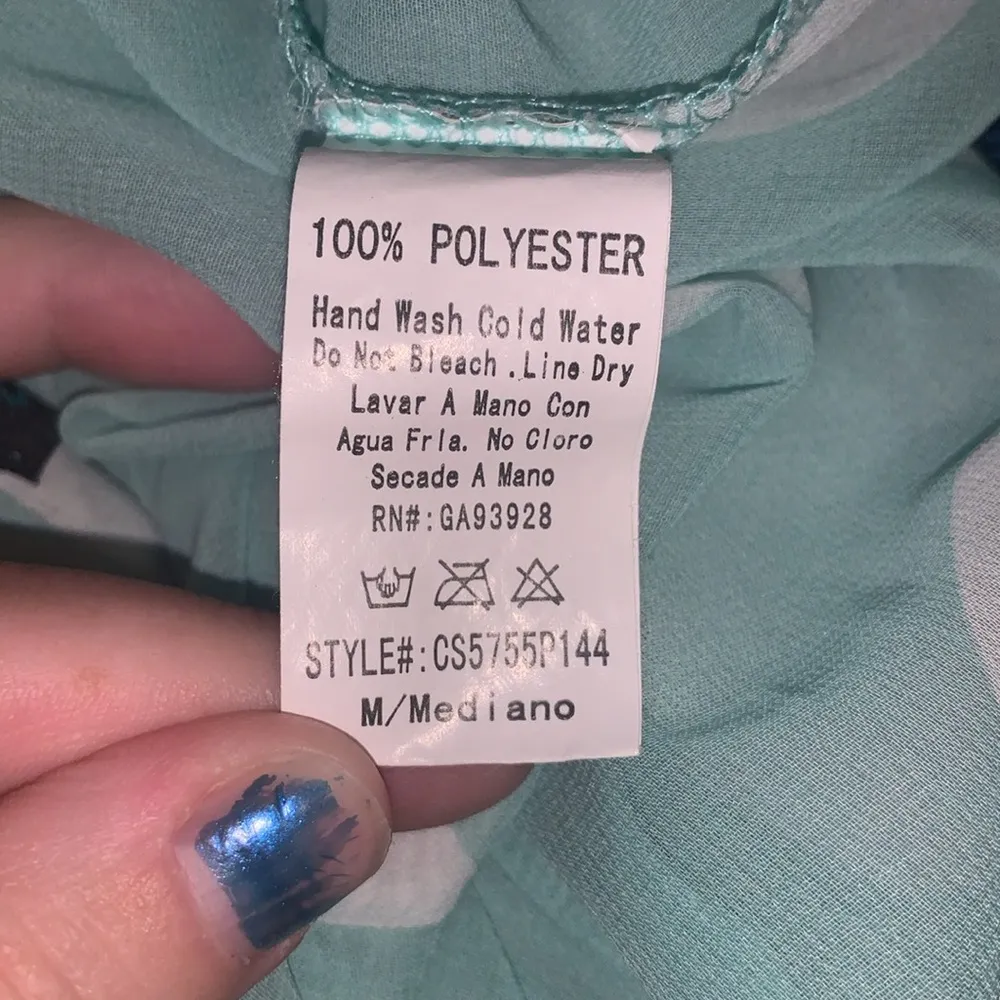 100% POLYESTER
Hand Wash Cold Water
Do Not Bleach .Line Dry
Lavar A Mano Con
Agua Fria. No Cloro
Secade A Mano
RN#:GA93928
STYLE#:CS5755P144
M/Mediano